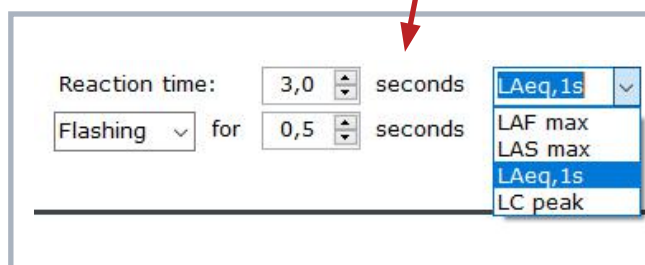 Reaction time: 3,0 seconds LAeq,1s
Flashing for 0,5 seconds
LAF max
LAS max
LAeq,1s
LC peak